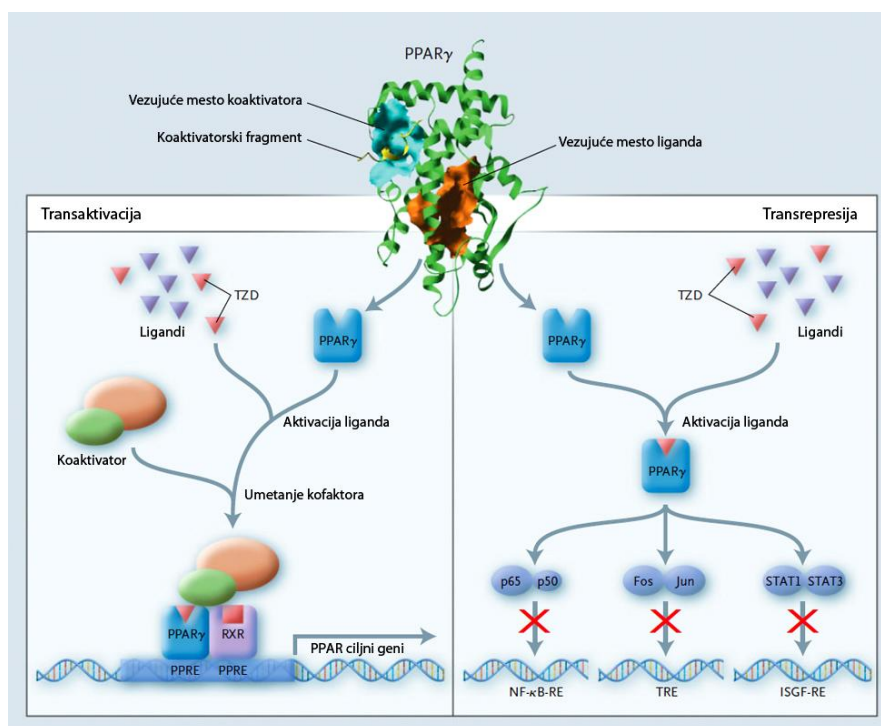 PPARγ
Vezujuće mesto koaktivatora
Koaktivatorski fragment
Vezujuće mesto liganda
Transaktivacija
Transrepresija
TZD
Ligandi
PPARγ
Koaktivator
Aktivacija liganda
Umetanje kofaktora
PPARγ RXR
PPRE PPRE
PPAR ciljni geni
TZD
Ligandi
PPARγ
Aktivacija liganda
PPARγ
p65 p50
Fos Jun
STAT1 STAT3
NF-κB-RE
TRE
ISGF-RE